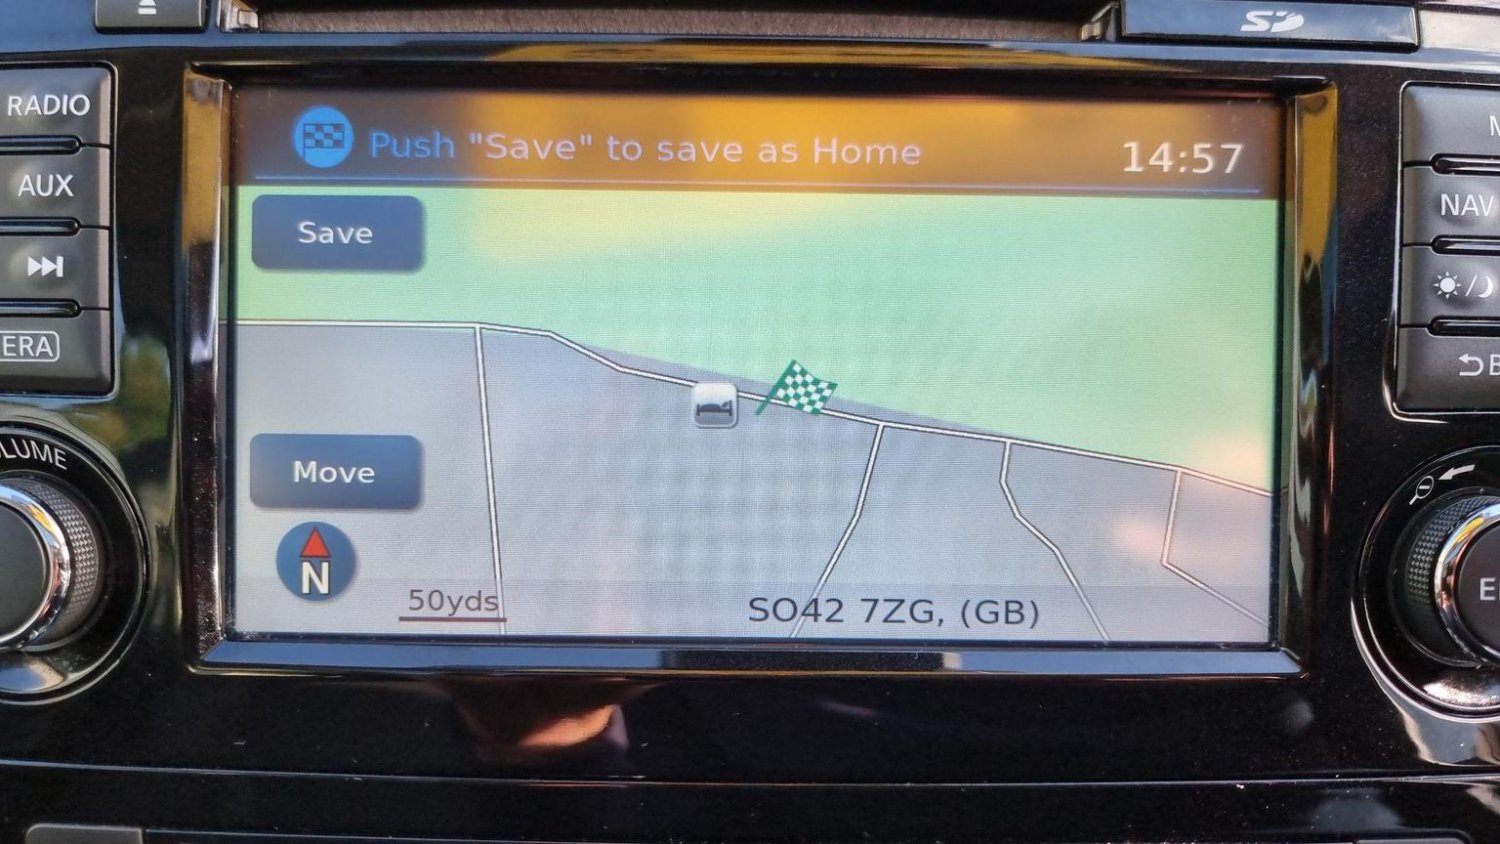 SD
RADIO
AUX
ERA
LUME
Push "Save" to save as Home
14:57
Save
Move
N
50yds
SO42 7ZG, (GB)
NAV
B
E